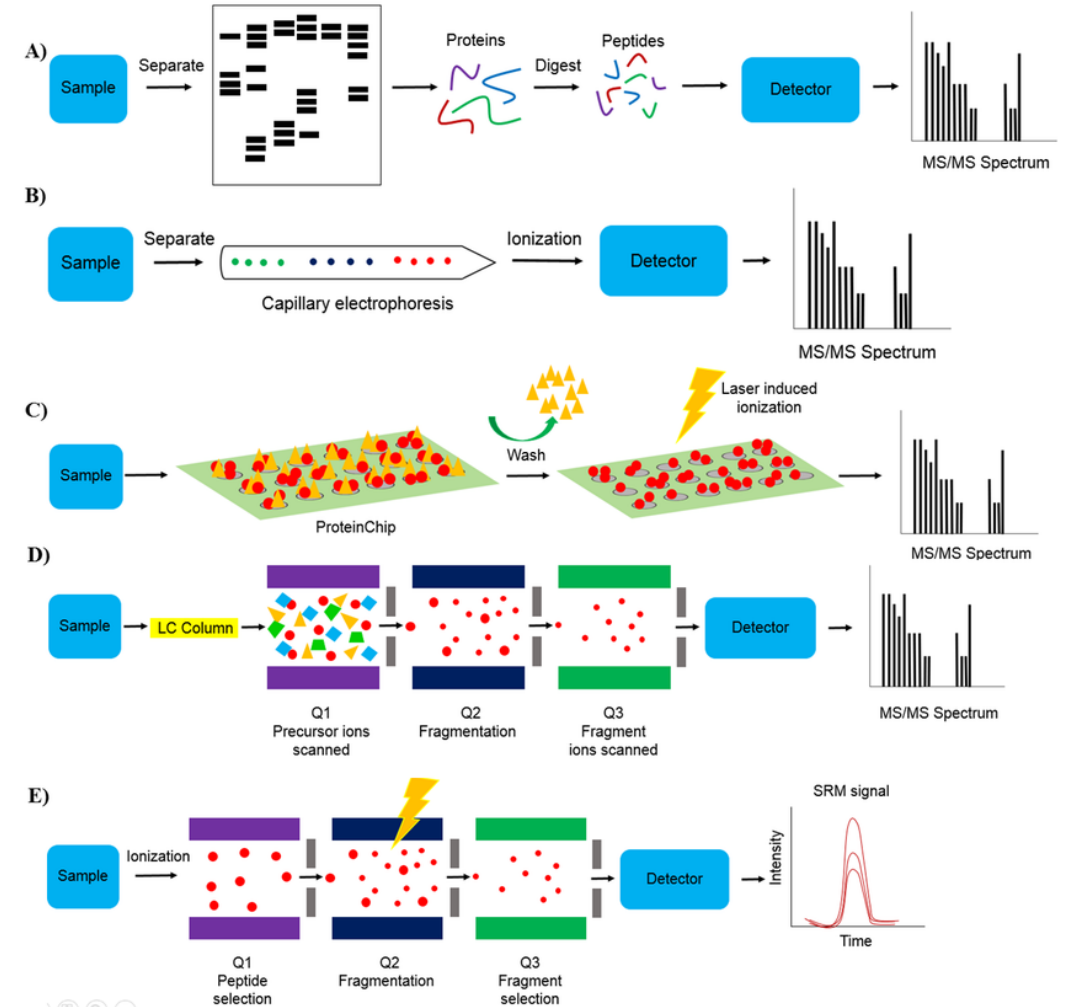 A)
Sample
Separate
Proteins
Digest
Peptides
Detector
MS/MS Spectrum
B)
Sample
Separate
Capillary electrophoresis
Ionization
Detector
MS/MS Spectrum
C)
Sample
ProteinChip
Wash
Laser induced
ionization
MS/MS Spectrum
D)
Sample
LC Column
Q1
Precursor ions
scanned
Q2
Fragmentation
Q3
Fragment
ions scanned
Detector
MS/MS Spectrum
E)
Sample
Ionization
Q1
Peptide
selection
Q2
Fragmentation
Q3
Fragment
selection
Detector
SRM signal
Intensity
Time